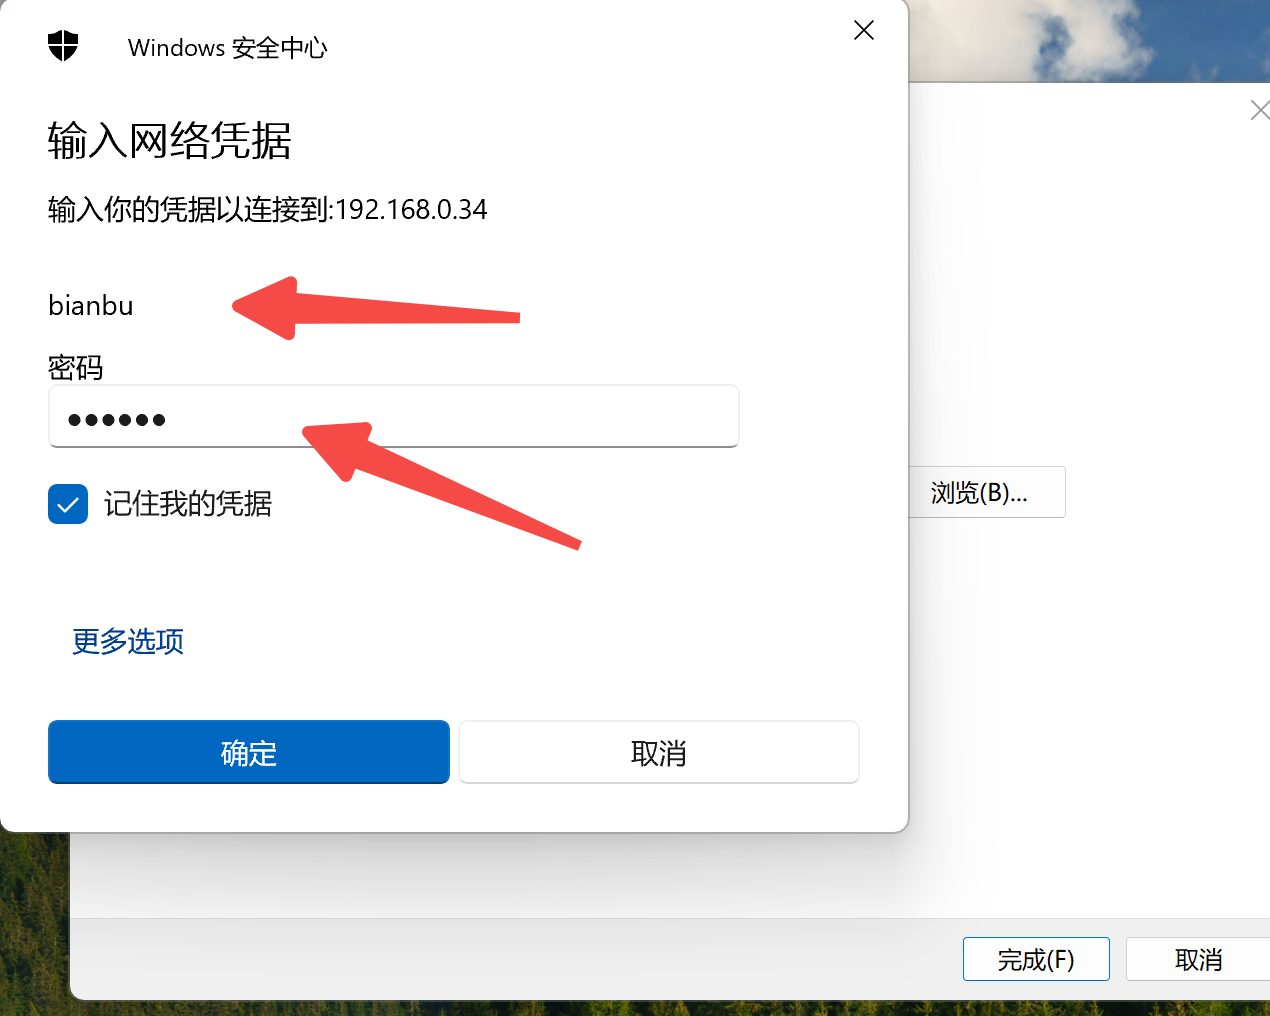 Windows 安全中心
输入网络凭据
输入你的凭据以连接到:192.168.0.34
bianbu
密码
●●●●●●
记住我的凭据
浏览(B)...
更多选项
确定
取消
完成(F)
取消